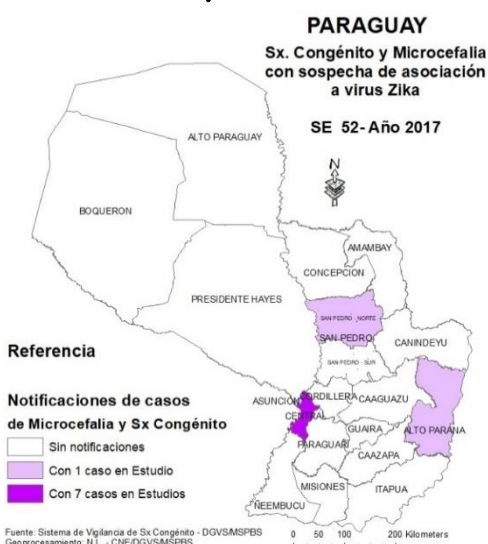 PARAGUAY
Sx. Congénito y Microcefalia
con sospecha de asociación
a virus Zika
SE 52- Año 2017
N
ALTO PARAGUAY
BOQUERON
AMAMBAY
CONCEPCION
PRESIDENTE HAYES
SAN PEDRO - NORTE
SAN PEDRO
CANINDEYU
SAN PEDRO - SUR
ASUNCION
CORDILLERA
CAAGUAZU
CENTRAL
GUAIRA
ALTO PARANA
PARAGUARI
CAAZAPA
MISIONES
ITAPUA
ÑEEMBUCU
Referencia
Notificaciones de casos
de Microcefalia y Sx Congénito
Sin notificaciones
Con 1 caso en Estudio
Con 7 casos en Estudios
Fuente: Sistema de Vigilancia de Sx Congénito - DGVS/MSPBS
Geoprocesamiento: N.L. - CNE/DGVS/MSPBS
0 50 100 200 Kilometers